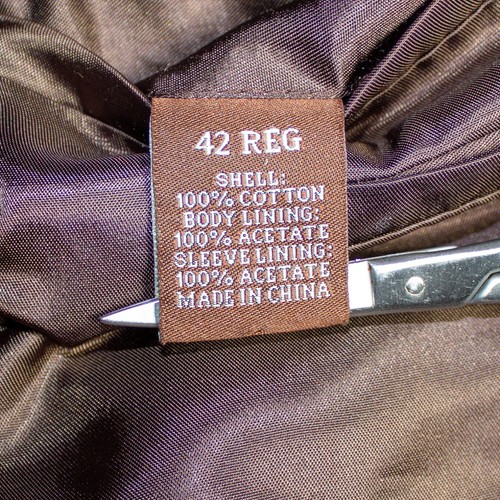 42 REG
SHELL:
100% COTTON
BODY LINING:
100% ACETATE
SLEEVE LINING:
100% ACETATE
MADE IN CHINA